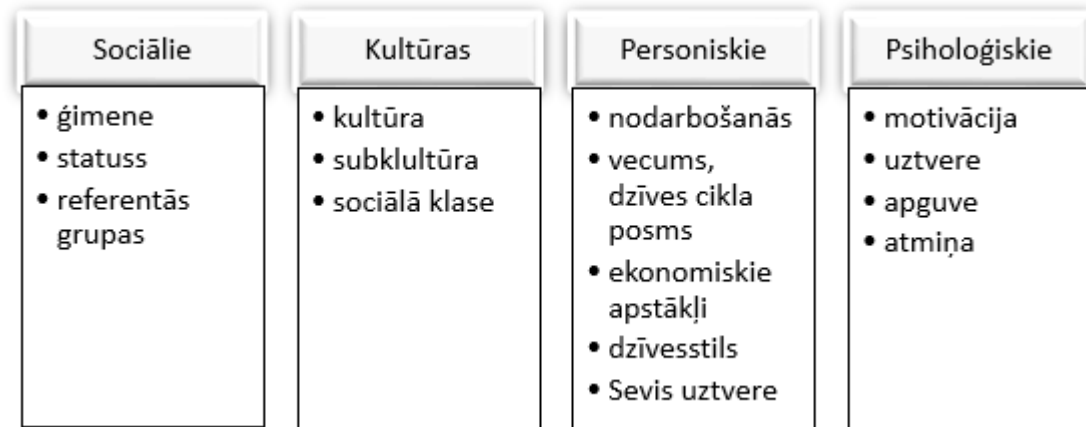 Sociālie
• ģimene
• statuss
• referentās
grupas
Kultūras
• kultūra
• subklultūra
• sociālā klase
Personiskie
• nodarbošanās
• vecums,
dzīves cikla
posms
• ekonomiskie
apstākļi
• dzīvesstils
• Sevis uztvere
Psiholoģiskie
• motivācija
• uztvere
• apguve
• atmiņa